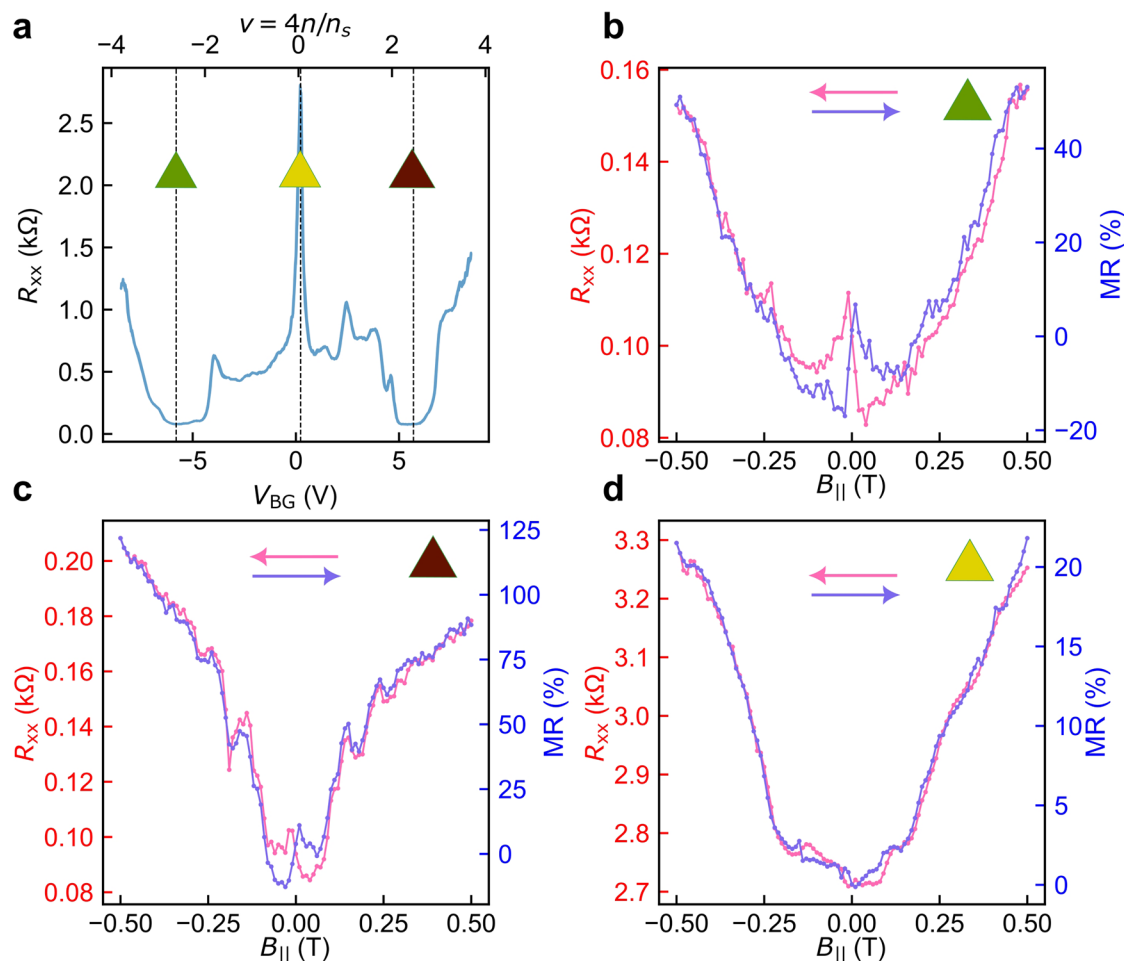 a
ν = 4n/ns
−4 −2 0 2 4
Rxx (kΩ)
2.5
2.0
1.5
1.0
0.5
0.0
−5 0 5
VBG (V)
b
Rxx (kΩ)
0.16
0.14
0.12
0.10
0.08
MR (%)
40
20
0
−20
−0.50 −0.25 0.00 0.25 0.50
B|| (T)
c
Rxx (kΩ)
0.20
0.18
0.16
0.14
0.12
0.10
0.08
MR (%)
125
100
75
50
25
0
−0.50 −0.25 0.00 0.25 0.50
B|| (T)
d
Rxx (kΩ)
3.3
3.2
3.1
3.0
2.9
2.8
2.7
MR (%)
20
15
10
5
0
−0.50 −0.25 0.00 0.25 0.50
B|| (T)